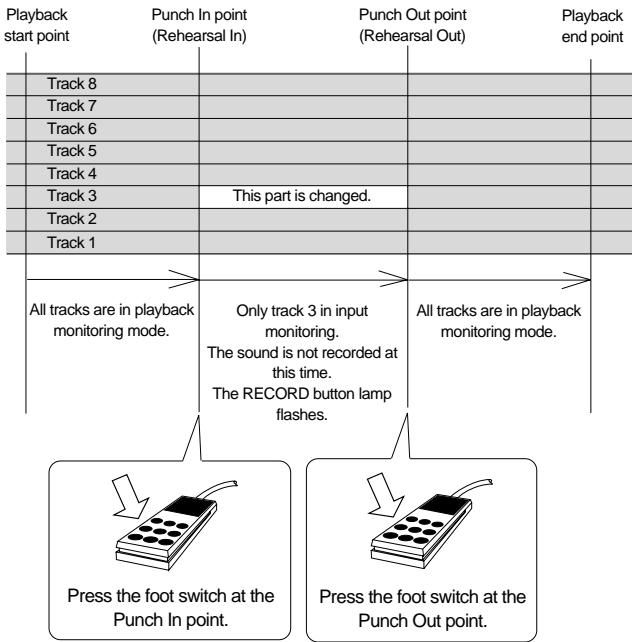 Playback
start point
Punch In point
(Rehearsal In)
Punch Out point
(Rehearsal Out)
Playback
end point
Track 8
Track 7
Track 6
Track 5
Track 4
Track 3
This part is changed.
Track 2
Track 1
All tracks are in playback
monitoring mode.
Only track 3 in input
monitoring.
The sound is not recorded at
this time.
The RECORD button lamp
flashes.
All tracks are in playback
monitoring mode.
Press the foot switch at the
Punch In point.
Press the foot switch at the
Punch Out point.